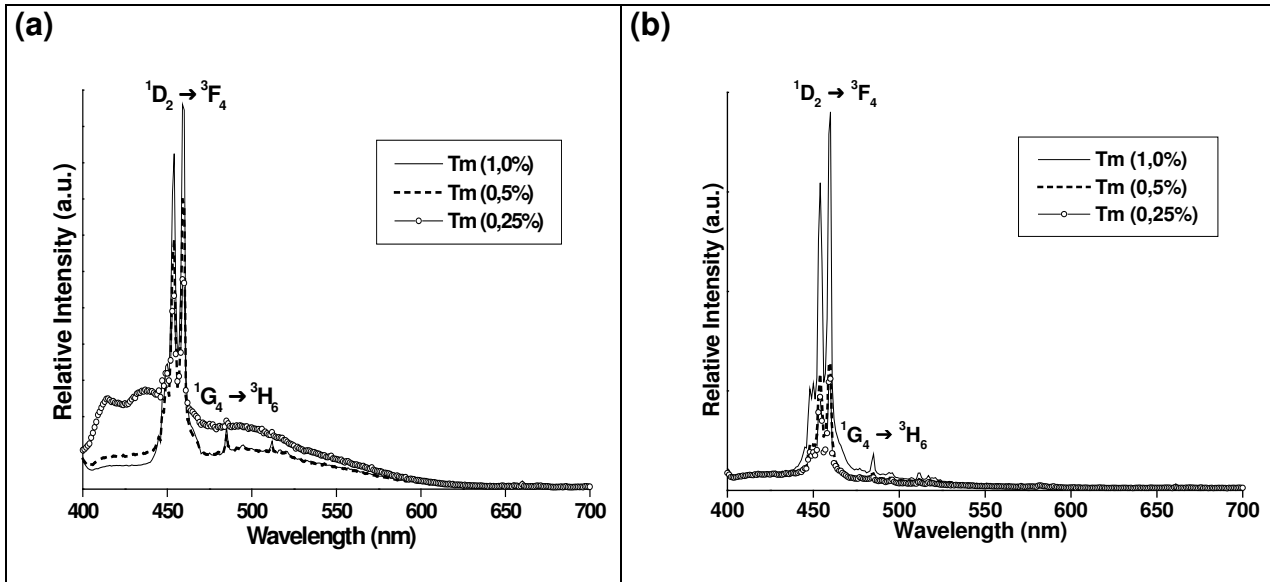 (a)
¹D₂ → ³F₄
Tm (1,0%)
Tm (0,5%)
Tm (0,25%)
¹G₄ → ³H₆
Relative Intensity (a.u.)
400 450 500 550 600 650 700
Wavelength (nm)
(b)
¹D₂ → ³F₄
Tm (1,0%)
Tm (0,5%)
Tm (0,25%)
¹G₄ → ³H₆
Relative Intensity (a.u.)
400 450 500 550 600 650 700
Wavelength (nm)